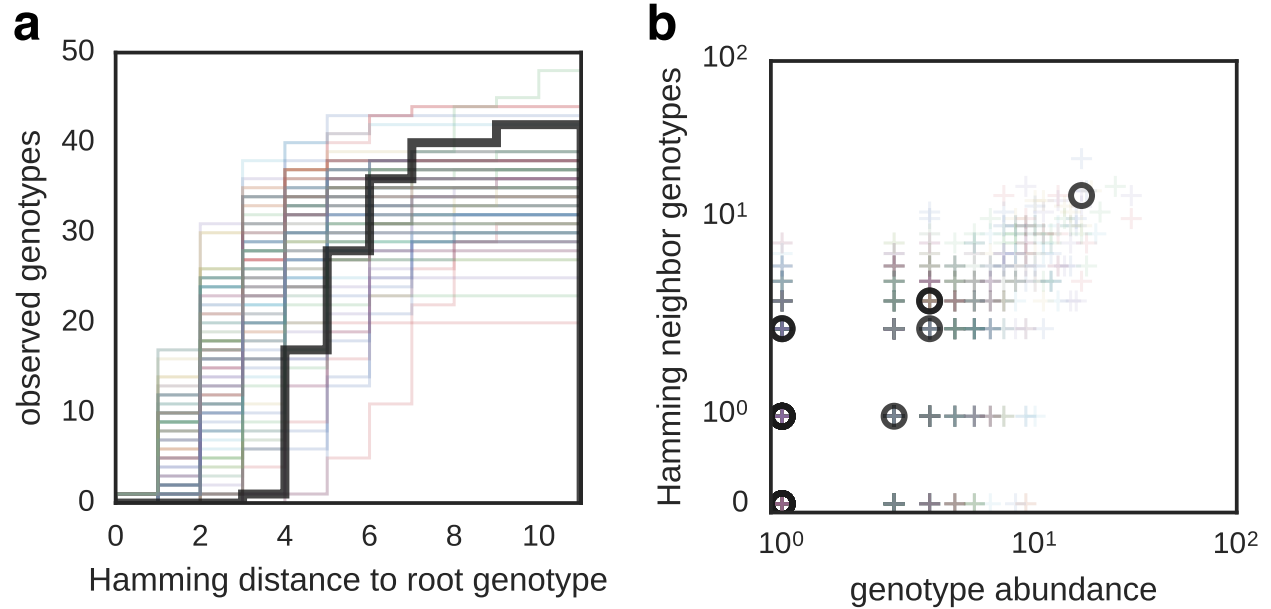 a
50
40
30
20
10
0
0 2 4 6 8 10
observed genotypes
Hamming distance to root genotype
b
10²
10¹
10⁰
0
10⁰ 10¹ 10²
Hamming neighbor genotypes
genotype abundance